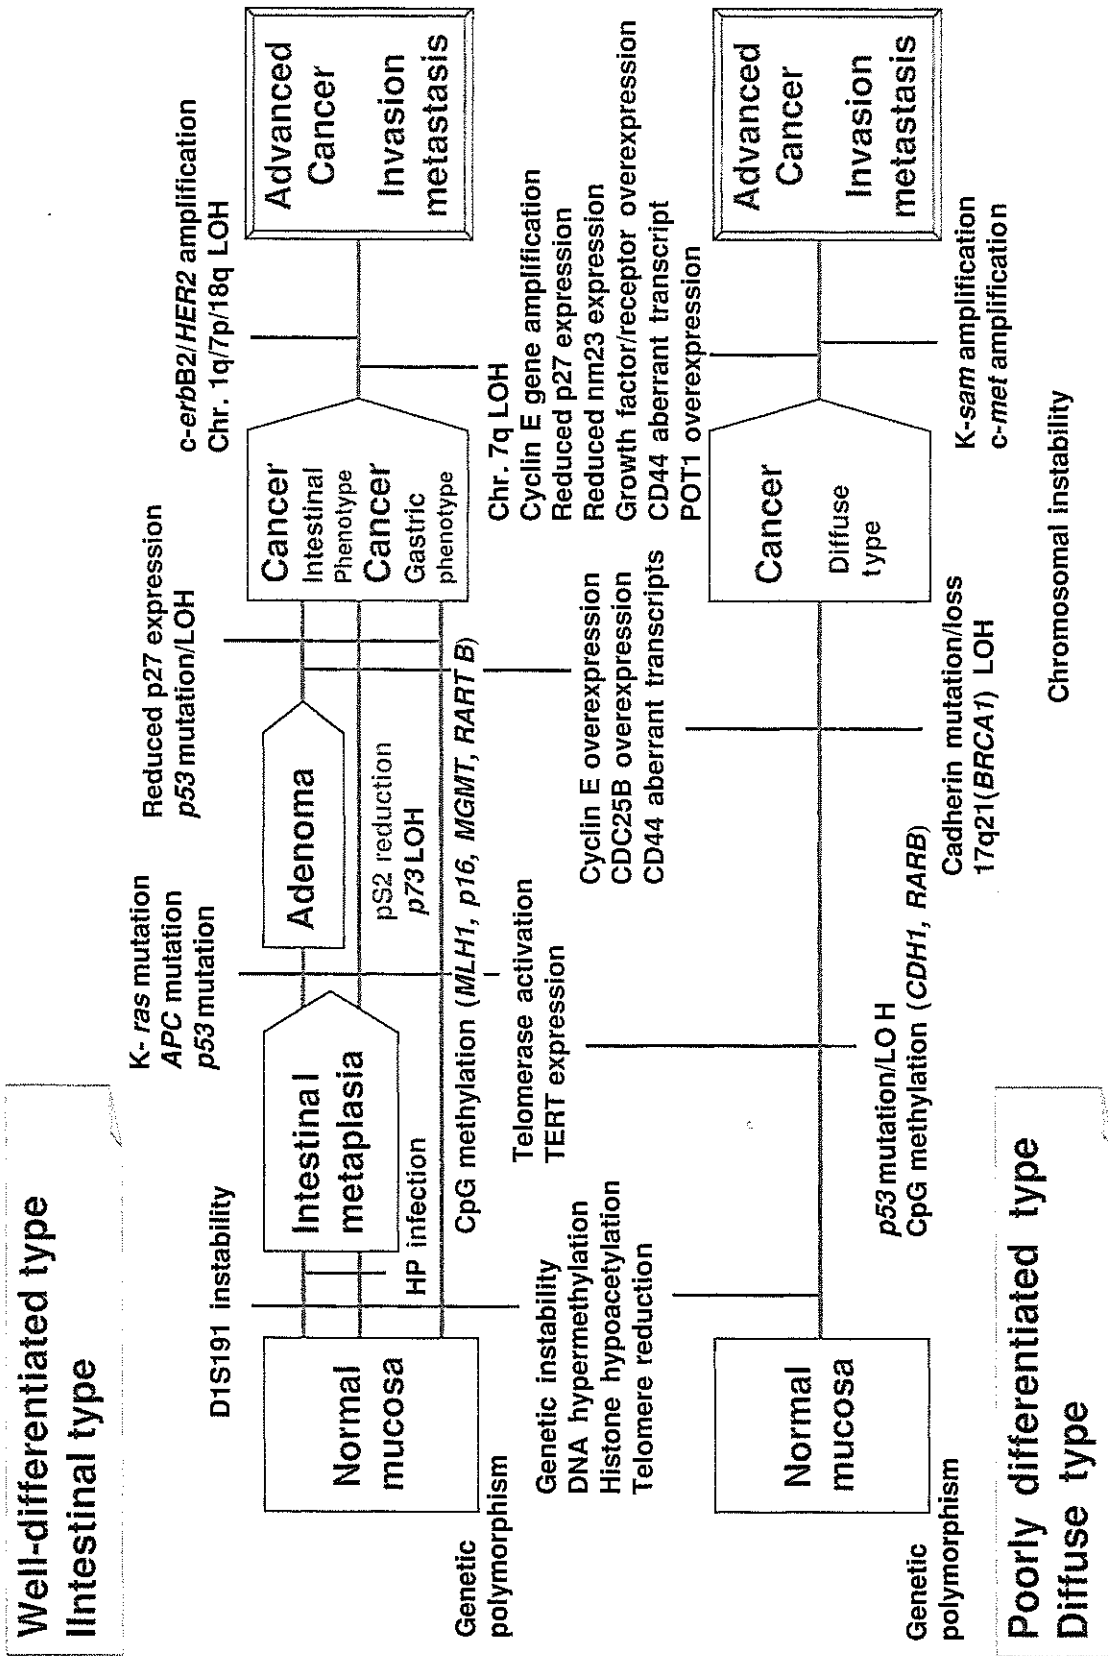 Well-differentiated type
IIntestinal type
D1S191 instability
K- ras mutation
APC mutation
p53 mutation
Reduced p27 expression
p53 mutation/LOH
c-erbB2/HER2 amplification
Chr. 1q/7p/18q LOH
Normal
mucosa
Genetic
polymorphism
Intestinal
metaplasia
HP infection
Adenoma
pS2 reduction
p73 LOH
CpG methylation (MLH1, p16, MGMT, RART B)
Cancer
Intestinal
Phenotype
Cancer
Gastric
phenotype
Advanced
Cancer
Invasion
metastasis
Genetic instability
DNA hypermethylation
Histone hypoacetylation
Telomere reduction
Telomerase activation
TERT expression
Cyclin E overexpression
CDC25B overexpression
CD44 aberrant transcripts
Chr. 7q LOH
Cyclin E gene amplification
Reduced p27 expression
Reduced nm23 expression
Growth factor/receptor overexpression
CD44 aberrant transcript
POT1 overexpression
Normal
mucosa
Genetic
polymorphism
Cancer
Diffuse
type
Advanced
Cancer
Invasion
metastasis
p53 mutation/LO H
CpG methylation (CDH1, RARB)
Cadherin mutation/loss
17q21(BRCA1) LOH
K-sam amplification
c-met amplification
Chromosomal instability
Poorly differentiated type
Diffuse type